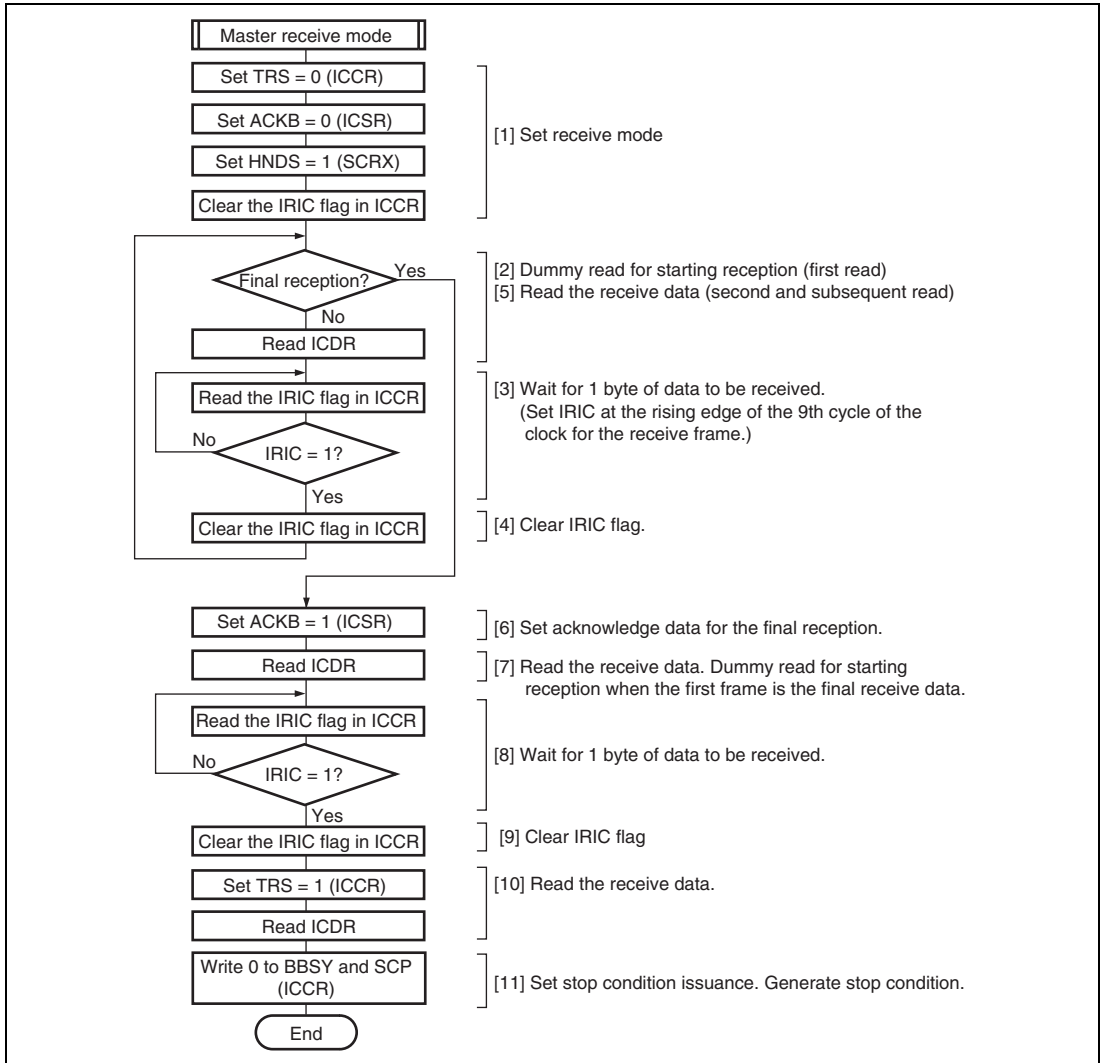 Master receive mode
Set TRS = 0 (ICCR)
Set ACKB = 0 (ICSR)
[1] Set receive mode
Set HNDS = 1 (SCRX)
Clear the IRIC flag in ICCR
Final reception?
Yes
[2] Dummy read for starting reception (first read)
[5] Read the receive data (second and subsequent read)
No
Read ICDR
Read the IRIC flag in ICCR
[3] Wait for 1 byte of data to be received.
(Set IRIC at the rising edge of the 9th cycle of the
clock for the receive frame.)
No
IRIC = 1?
Yes
Clear the IRIC flag in ICCR
[4] Clear IRIC flag.
Set ACKB = 1 (ICSR)
[6] Set acknowledge data for the final reception.
Read ICDR
[7] Read the receive data. Dummy read for starting
reception when the first frame is the final receive data.
Read the IRIC flag in ICCR
[8] Wait for 1 byte of data to be received.
No
IRIC = 1?
Yes
Clear the IRIC flag in ICCR
[9] Clear IRIC flag
Set TRS = 1 (ICCR)
[10] Read the receive data.
Read ICDR
Write 0 to BBSY and SCP
(ICCR)
[11] Set stop condition issuance. Generate stop condition.
End